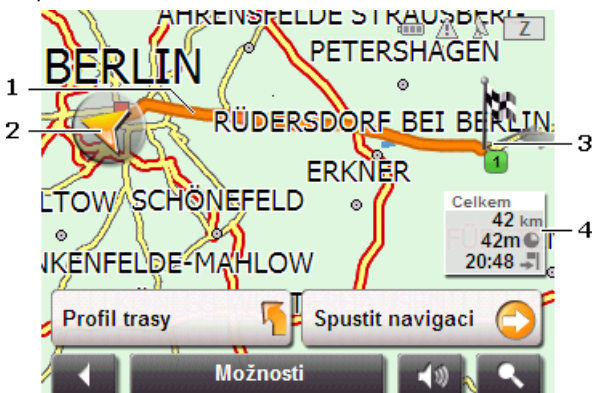 AHRENSFELDE STRAUSBERG
Z
PETERSHAGEN
BERLIN
1
RÜDERSDORF BEI BERLIN
2
3
1
ERKNER
LTOW SCHÖNEFELD
Celkem
42 km
4
42m
20:48
NKENFELDE-MAHLOW
Profil trasy
Spustit navigaci
Možnosti